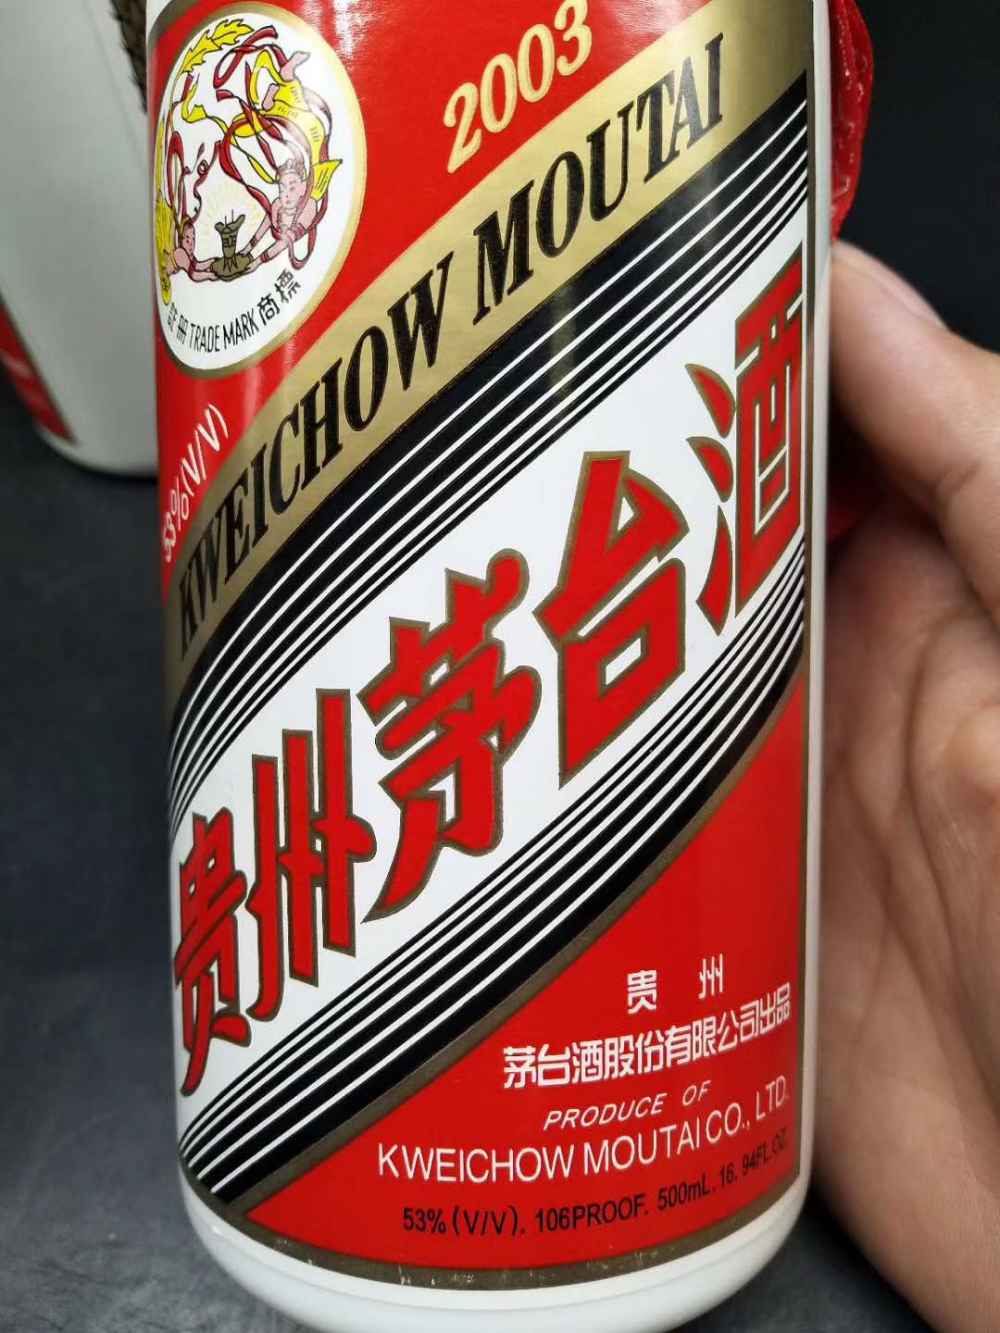 2003
註册 TRADE MARK 商標
53%(V/V)
KWEICHOW MOUTAI
贵州茅台酒
贵 州
茅台酒股份有限公司出品
PRODUCE OF
KWEICHOW MOUTAI CO., LTD.
53% (V/V). 106PROOF. 500mL. 16. 94FL.OZ.